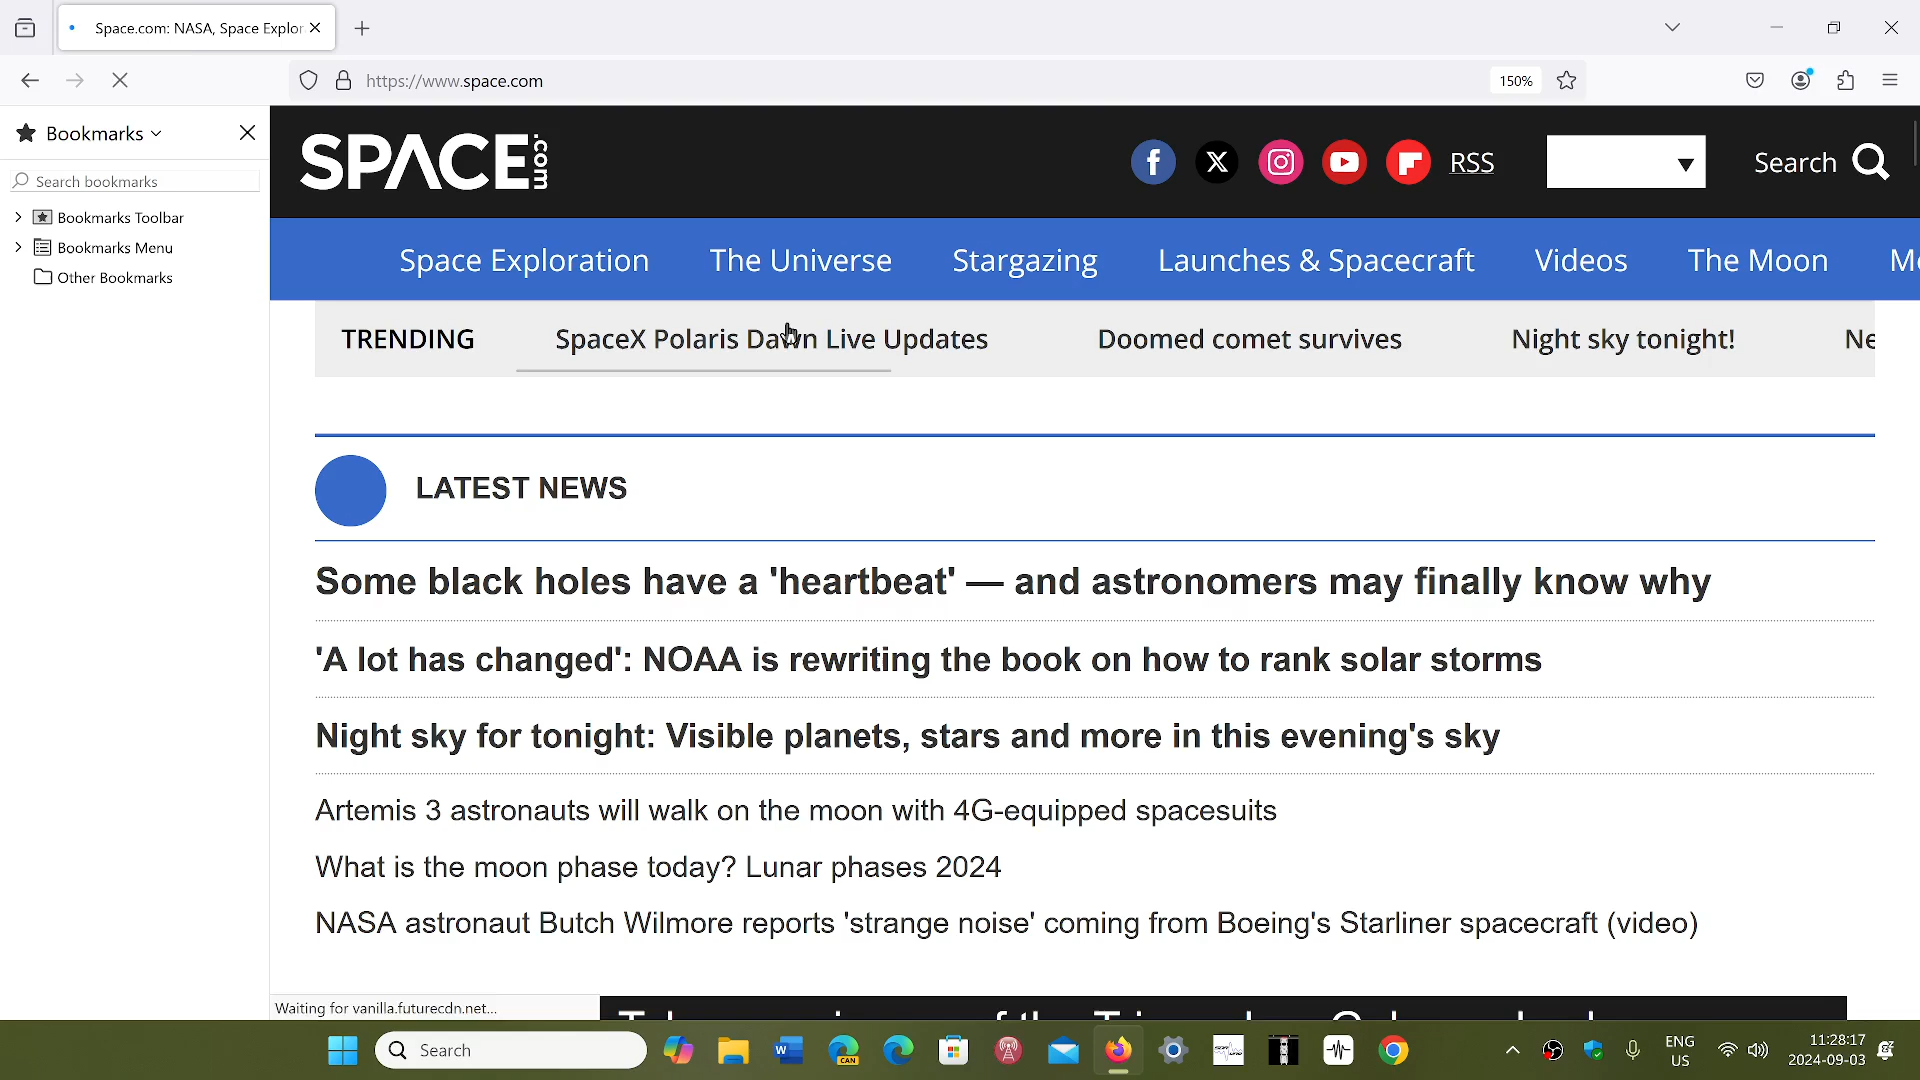 Space.com: NASA, Space Explor
https://www.space.com
150%
Bookmarks
Search bookmarks
Bookmarks Toolbar
Bookmarks Menu
Other Bookmarks
SPACE.com
RSS
Search
Space Exploration
The Universe
Stargazing
Launches & Spacecraft
Videos
The Moon
TRENDING
SpaceX Polaris Dawn Live Updates
Doomed comet survives
Night sky tonight!
Ne
LATEST NEWS
Some black holes have a 'heartbeat' — and astronomers may finally know why
'A lot has changed': NOAA is rewriting the book on how to rank solar storms
Night sky for tonight: Visible planets, stars and more in this evening's sky
Artemis 3 astronauts will walk on the moon with 4G-equipped spacesuits
What is the moon phase today? Lunar phases 2024
NASA astronaut Butch Wilmore reports 'strange noise' coming from Boeing's Starliner spacecraft (video)
Waiting for vanilla.futurecdn.net...
Search
CAN
ENG
US
11:28:17
2024-09-03